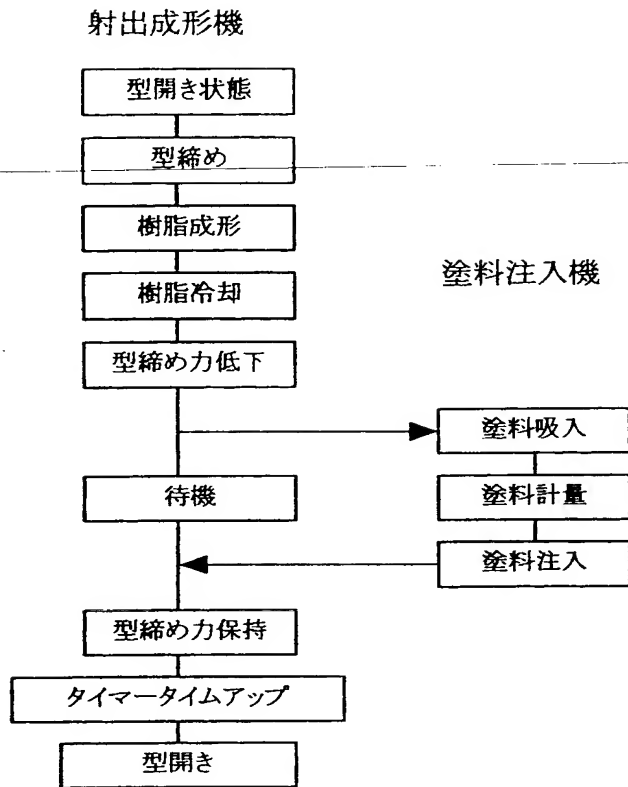 射出成形機
型開き状態
型締め
樹脂成形
樹脂冷却
型締め力低下
待機
型締め力保持
タイマータイムアップ
型開き
塗料注入機
塗料吸入
塗料計量
塗料注入